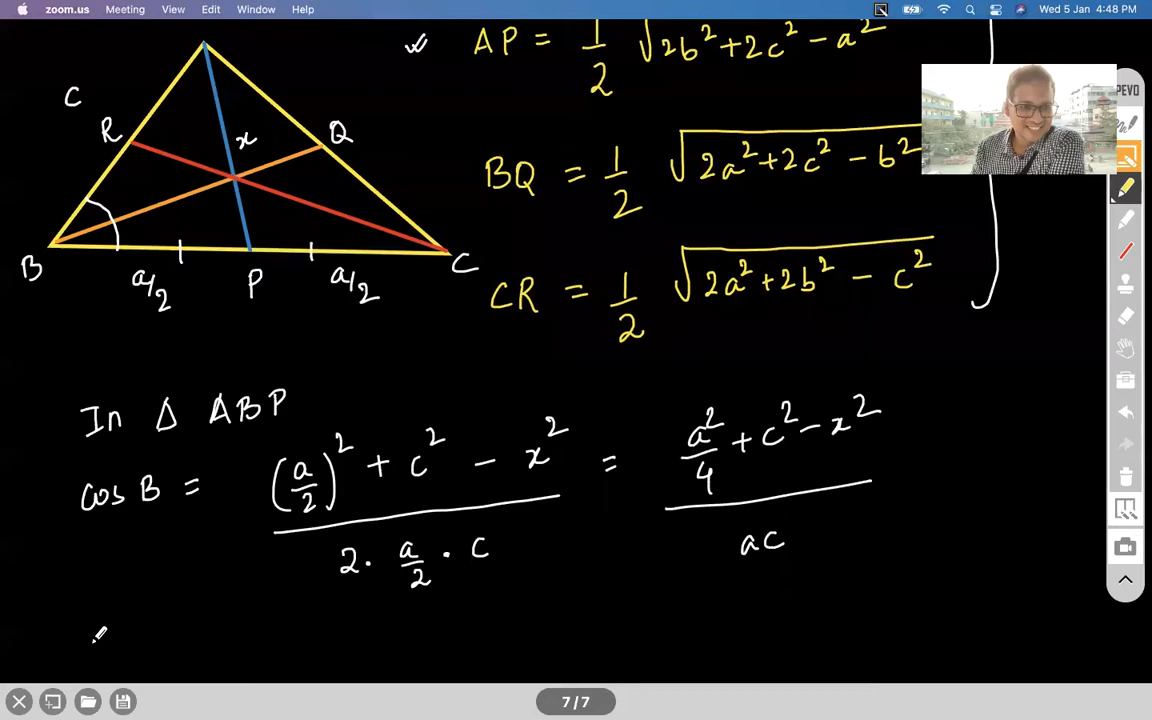 zoom.us Meeting View Edit Window Help Wed 5 Jan 4:48 PM
AP = 1/2 √2b²+2c²-a²
C
R
x
Q
BQ = 1/2 √2a²+2c²-b²
B
a/2
P
a/2
C
CR = 1/2 √2a²+2b²-c²
In Δ ABP
cos B = ((a/2)² + c² - x²)/(2·a/2·c) = (a²/4 + c² - x²)/(ac)
7/7